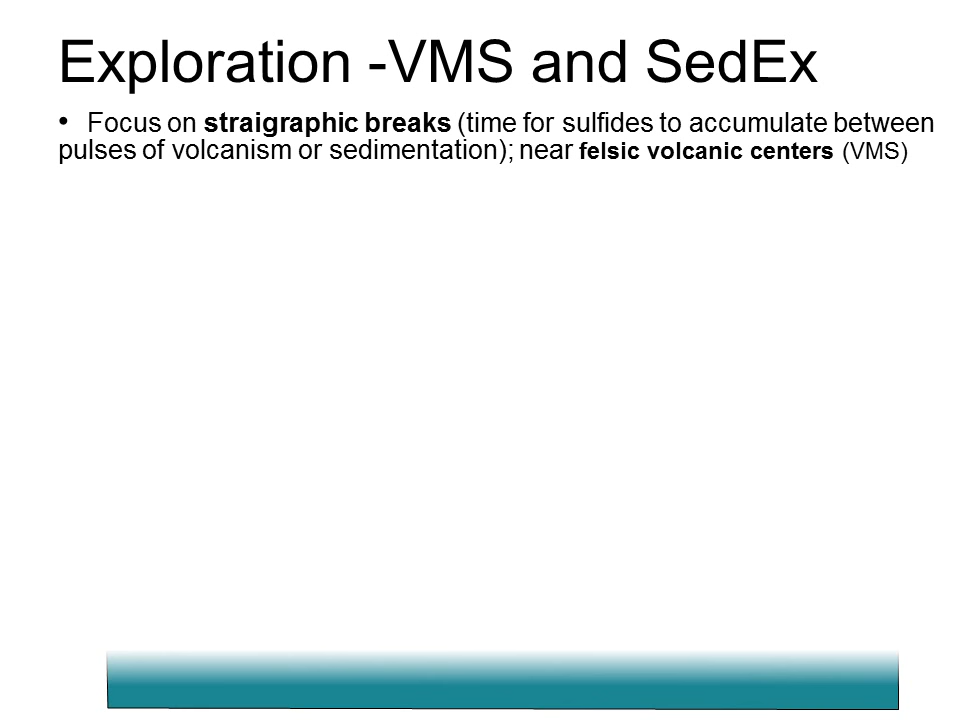 Exploration -VMS and SedEx
• Focus on straigraphic breaks (time for sulfides to accumulate between
pulses of volcanism or sedimentation); near felsic volcanic centers (VMS)